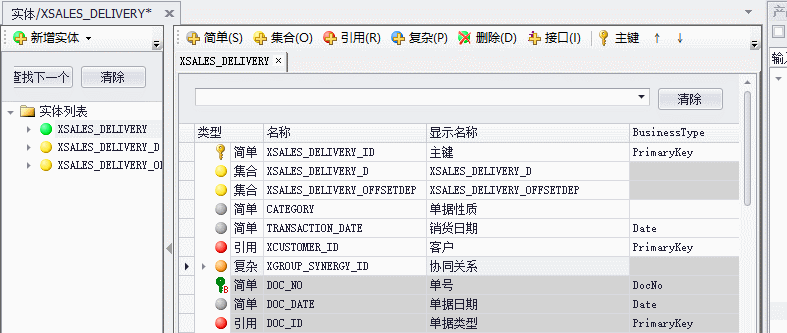 实体/XSALES_DELIVERY*
新增实体
简单(S) 集合(O) 引用(R) 复杂(P) 删除(D) 接口(I) 主键
查找下一个 清除
XSALES_DELIVERY
清除
实体列表
XSALES_DELIVERY
XSALES_DELIVERY_D
类型 名称 显示名称 BusinessType
简单 XSALES_DELIVERY_ID 主键 PrimaryKey
集合 XSALES_DELIVERY_D XSALES_DELIVERY_D
集合 XSALES_DELIVERY_OFFSETDEP XSALES_DELIVERY_OFFSETDEP
简单 CATEGORY 单据性质
简单 TRANSACTION_DATE 销货日期 Date
引用 XCUSTOMER_ID 客户 PrimaryKey
复杂 XGROUP_SYNERGY_ID 协同关系
简单 DOC_NO 单号 DocNo
简单 DOC_DATE 单据日期 Date
引用 DOC_ID 单据类型 PrimaryKey